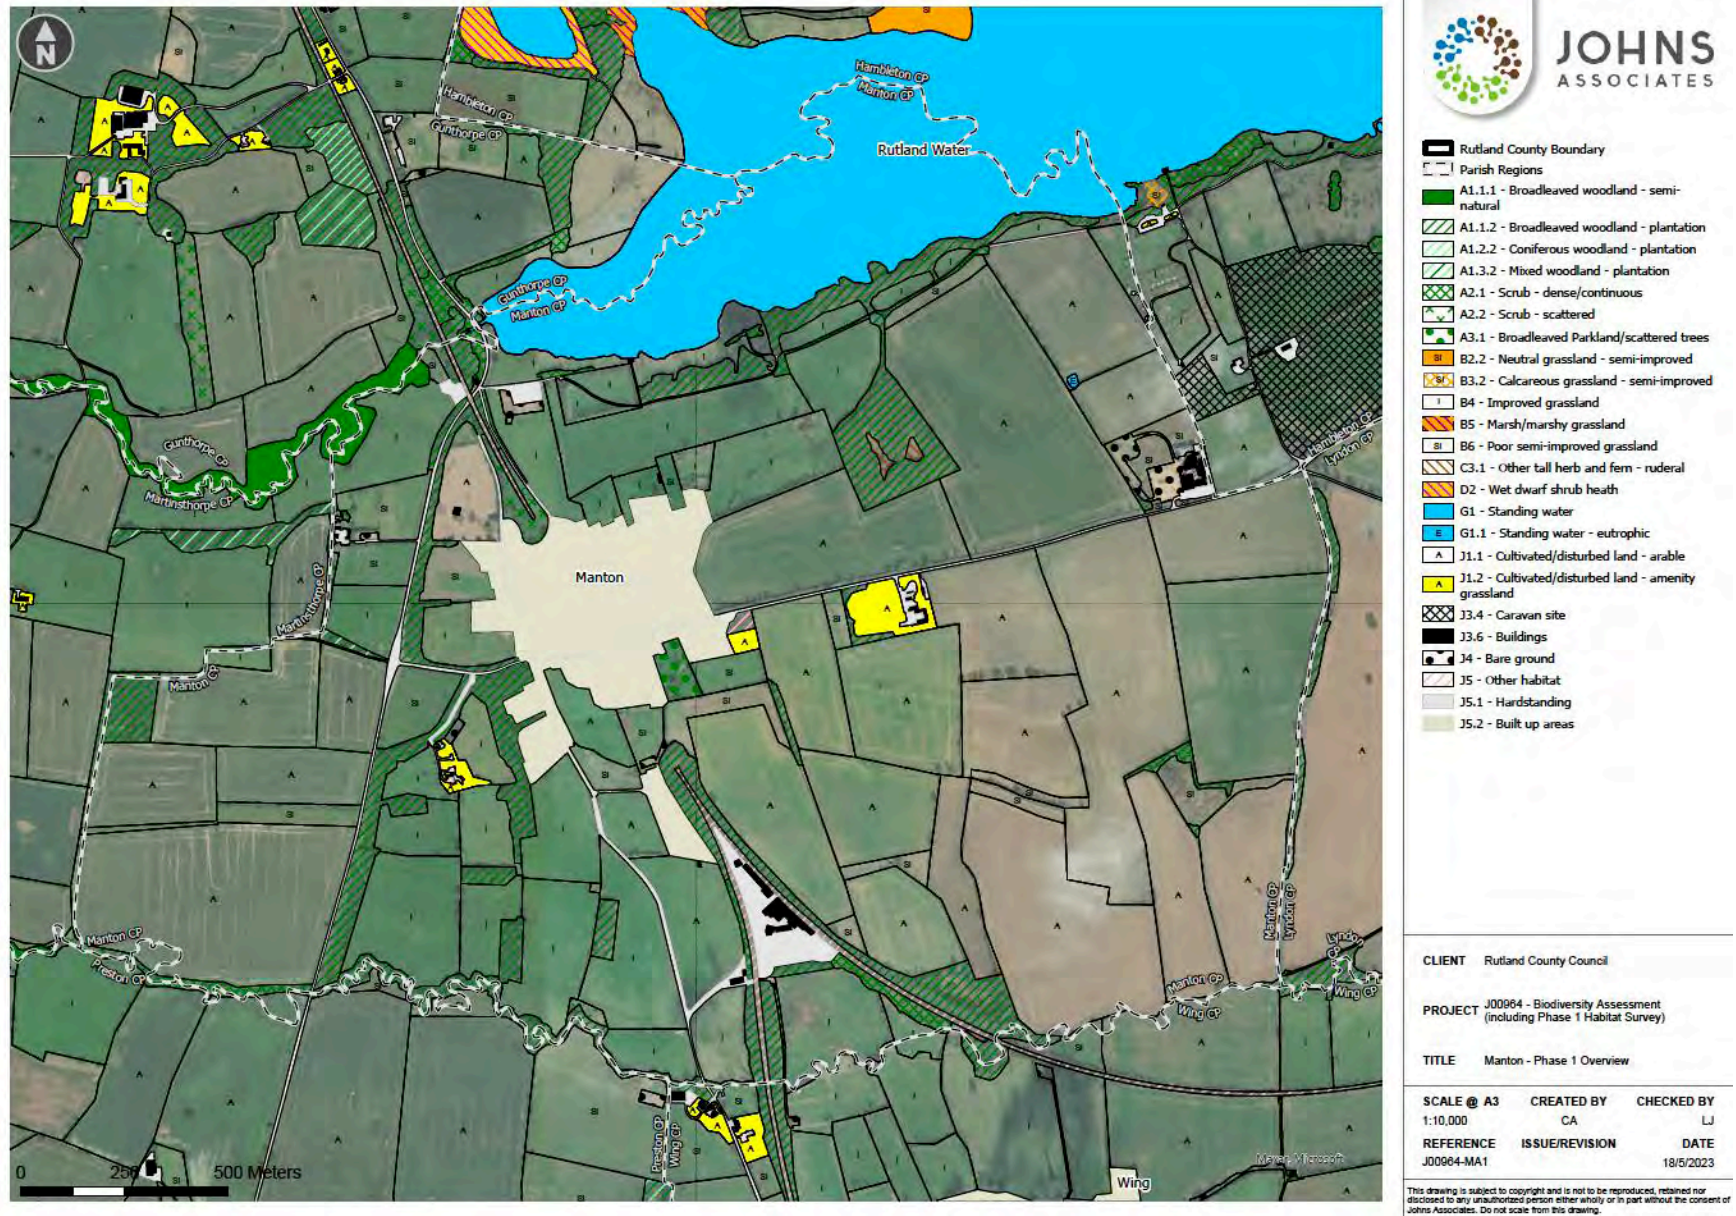 N
Hambleton CP
Manton CP
Rutland Water
Hambleton CP
Gunthorpe CP
Gunthorpe CP
Manton CP
Gunthorpe CP
Martinsthorpe CP
Hambleton CP
Lyndon CP
Manton
Martinsthorpe CP
Manton CP
Manton CP
Preston CP
Manton CP
Lyndon CP
Lyndon CP
Wing CP
Manton CP
Wing CP
Preston CP
Wing CP
Wing
Maxar, Microsoft
0 250 500 Meters
JOHNS
ASSOCIATES
Rutland County Boundary
Parish Regions
A1.1.1 - Broadleaved woodland - semi-
natural
A1.1.2 - Broadleaved woodland - plantation
A1.2.2 - Coniferous woodland - plantation
A1.3.2 - Mixed woodland - plantation
A2.1 - Scrub - dense/continuous
A2.2 - Scrub - scattered
A3.1 - Broadleaved Parkland/scattered trees
SI B2.2 - Neutral grassland - semi-improved
SI B3.2 - Calcareous grassland - semi-improved
I B4 - Improved grassland
B5 - Marsh/marshy grassland
SI B6 - Poor semi-improved grassland
C3.1 - Other tall herb and fern - ruderal
D2 - Wet dwarf shrub heath
G1 - Standing water
E G1.1 - Standing water - eutrophic
A J1.1 - Cultivated/disturbed land - arable
A J1.2 - Cultivated/disturbed land - amenity
grassland
J3.4 - Caravan site
J3.6 - Buildings
J4 - Bare ground
J5 - Other habitat
J5.1 - Hardstanding
J5.2 - Built up areas
CLIENT Rutland County Council
PROJECT J00964 - Biodiversity Assessment
(including Phase 1 Habitat Survey)
TITLE Manton - Phase 1 Overview
SCALE @ A3 CREATED BY CHECKED BY
1:10,000 CA LJ
REFERENCE ISSUE/REVISION DATE
J00964-MA1 18/5/2023
This drawing is subject to copyright and is not to be reproduced, retained nor
disclosed to any unauthorized person either wholly or in part without the consent of
Johns Associates. Do not scale from this drawing.